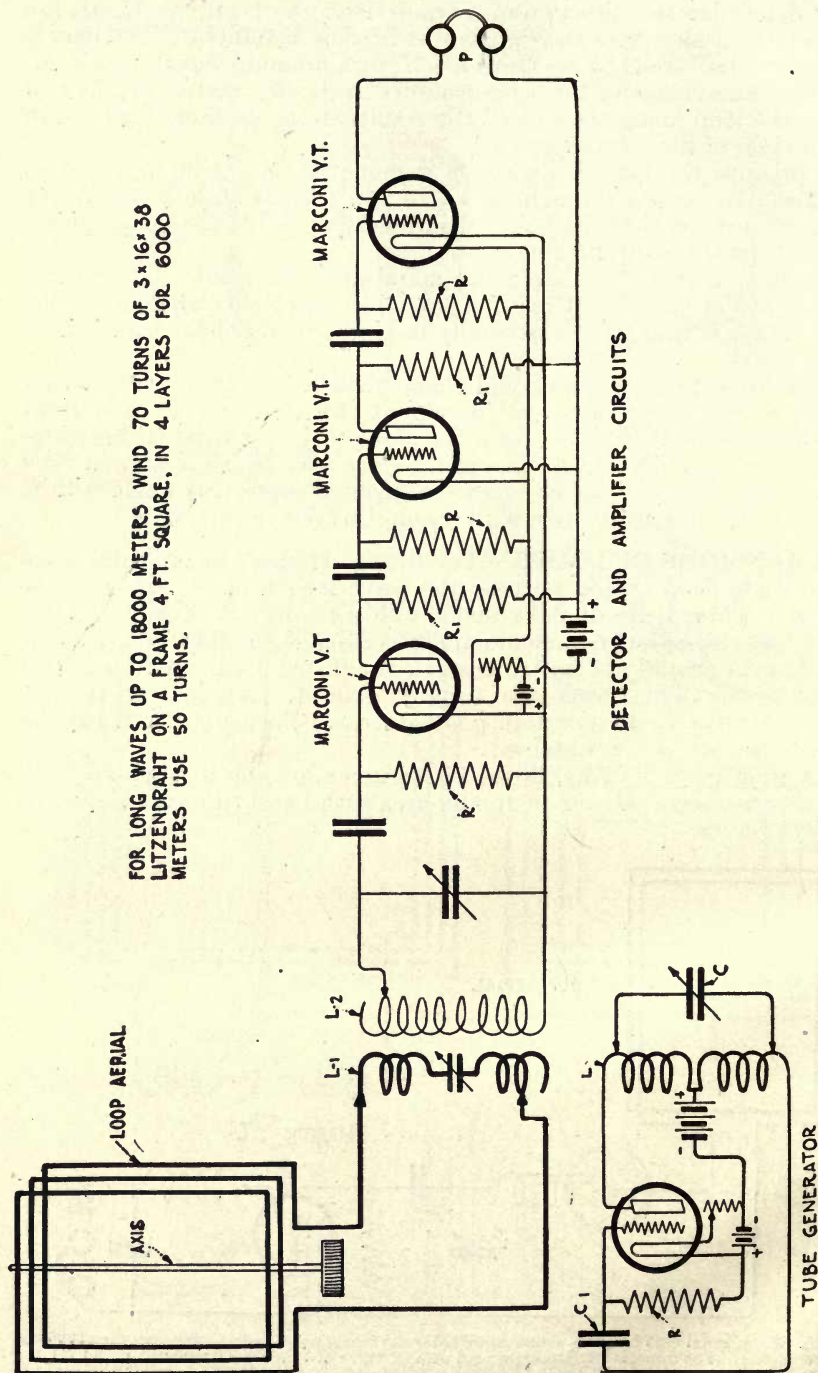 FOR LONG WAVES UP TO 18000 METERS WIND 70 TURNS OF 3×16×38
LITZENDRAHT ON A FRAME 4 FT. SQUARE, IN 4 LAYERS FOR 6000
METERS USE 50 TURNS.
LOOP AERIAL
AXIS
L-1
L-2
R
MARCONI V.T
+ -
R1
R
MARCONI V.T.
R1
R
MARCONI V.T.
P
- +
DETECTOR AND AMPLIFIER CIRCUITS
C1
R
+ -
- +
L
C
TUBE GENERATOR